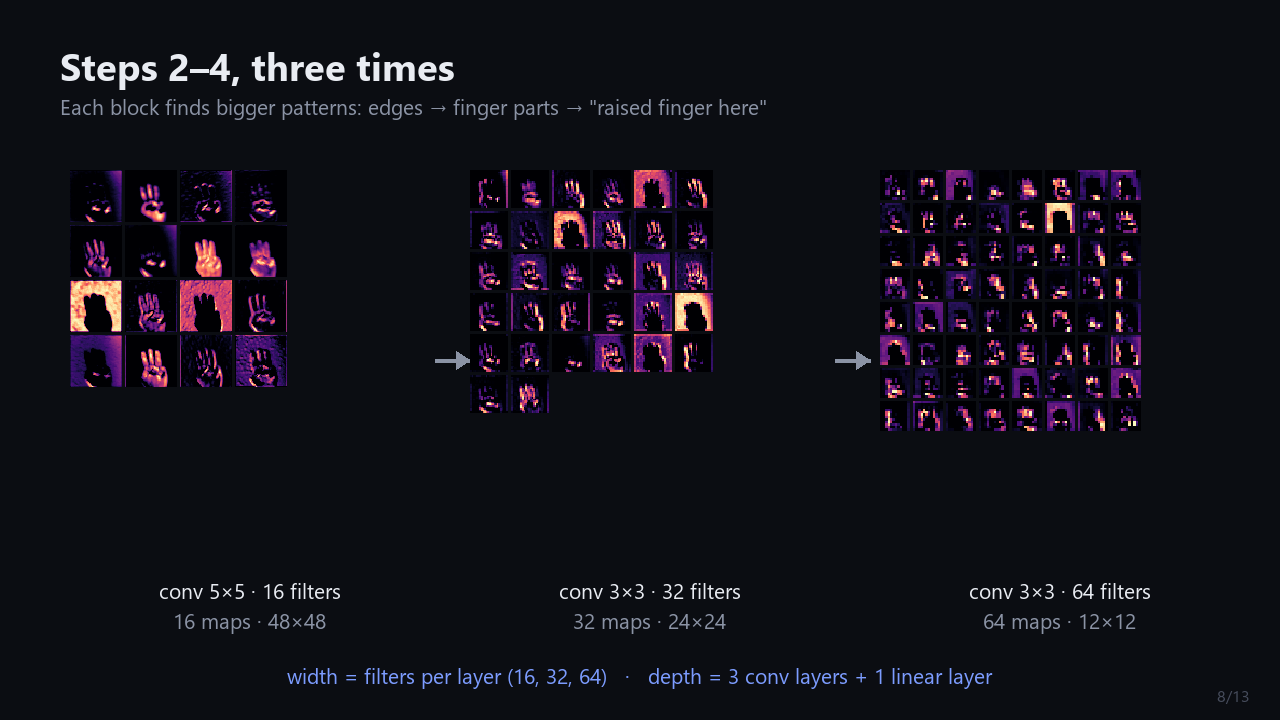 Steps 2–4, three times
Each block finds bigger patterns: edges → finger parts → "raised finger here"
conv 5×5 · 16 filters
16 maps · 48×48
conv 3×3 · 32 filters
32 maps · 24×24
conv 3×3 · 64 filters
64 maps · 12×12
width = filters per layer (16, 32, 64) · depth = 3 conv layers + 1 linear layer
8/13